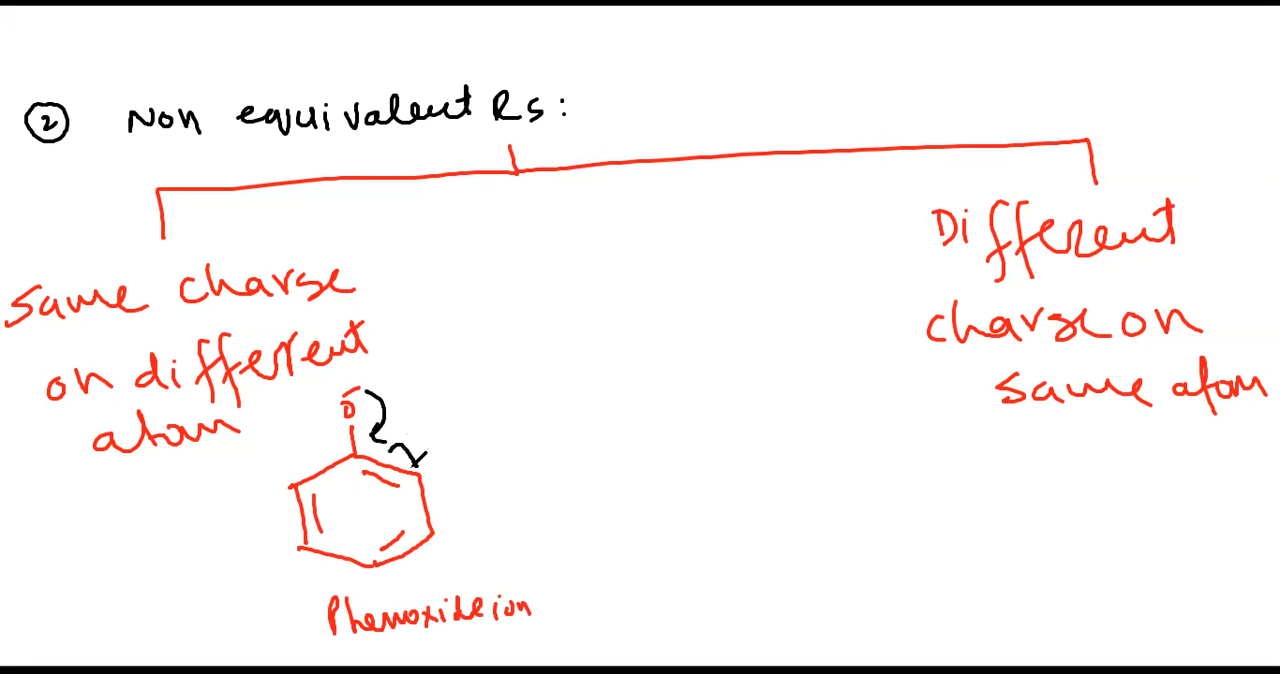 ② Non equivalent Rs:
Same charge
on different
atom
Different
charge on
same atom
Ō
Phenoxide ion